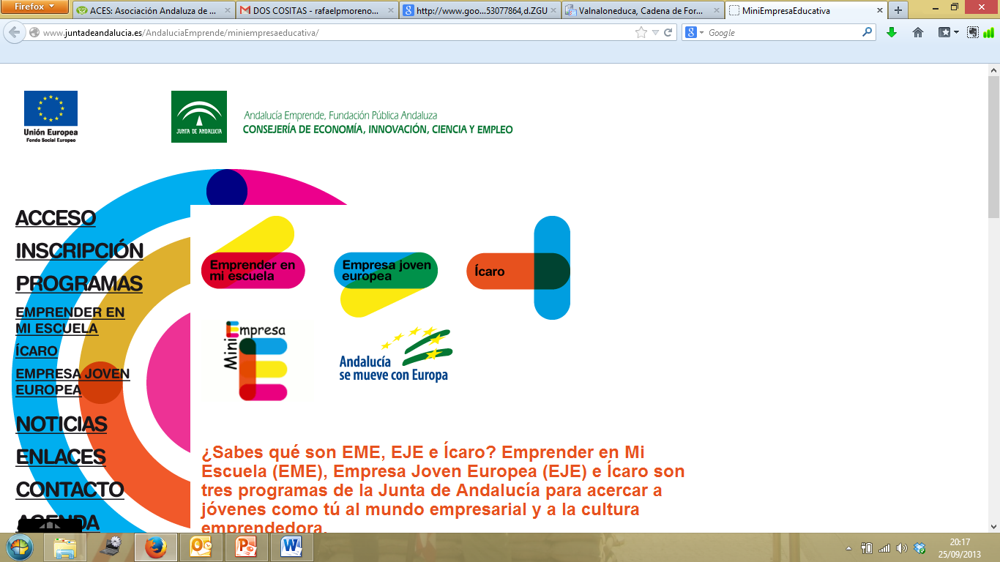 Firefox
ACES: Asociación Andaluza de ...
DOS COSITAS - rafaelpmoreno...
http://www.goo...53077864,d.ZGU
Valnaloneduca, Cadena de For...
MiniEmpresaEducativa
www.juntadeandalucia.es/AndaluciaEmprende/miniempresaeducativa/
Google
Unión Europea
Fondo Social Europeo
JUNTA DE ANDALUCIA
Andalucía Emprende, Fundación Pública Andaluza
CONSEJERÍA DE ECONOMÍA, INNOVACIÓN, CIENCIA Y EMPLEO
ACCESO
INSCRIPCIÓN
PROGRAMAS
EMPRENDER EN
MI ESCUELA
ÍCARO
EMPRESA JOVEN
EUROPEA
NOTICIAS
ENLACES
CONTACTO
AGENDA
Emprender en
mi escuela
Empresa joven
europea
Ícaro
MiniEmpresa
Andalucía
se mueve con Europa
¿Sabes qué son EME, EJE e Ícaro? Emprender en Mi
Escuela (EME), Empresa Joven Europea (EJE) e Ícaro son
tres programas de la Junta de Andalucía para acercar a
jóvenes como tú al mundo empresarial y a la cultura
emprendedora.
20:17
25/09/2013